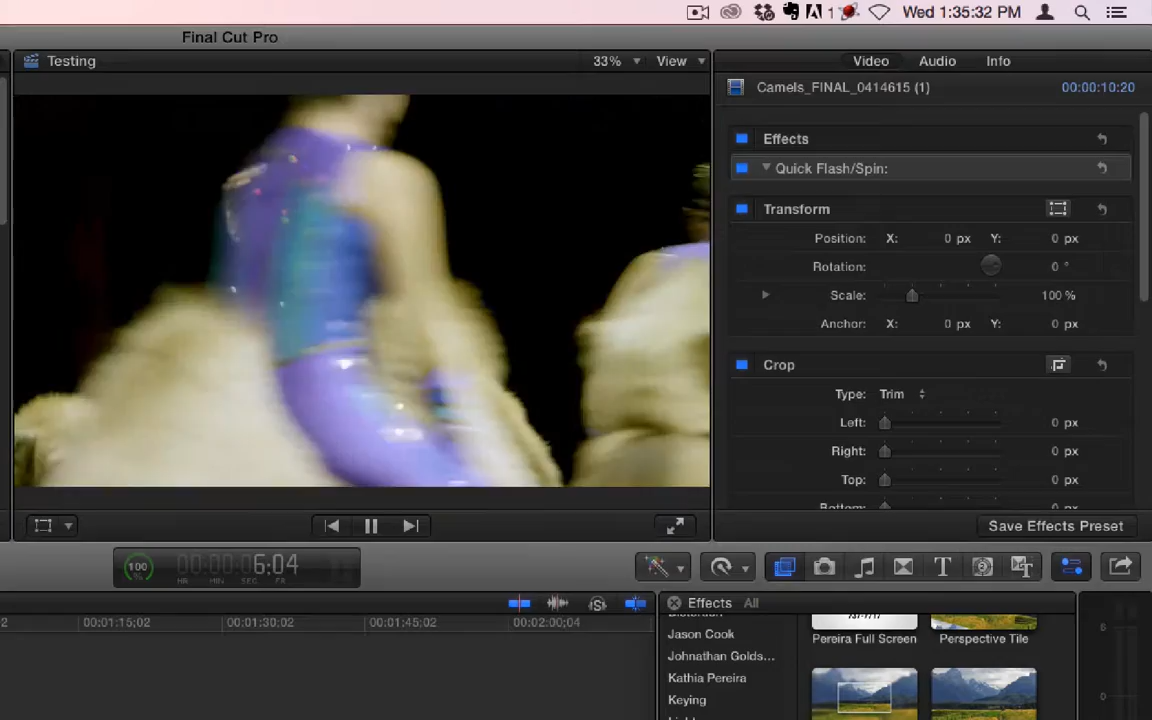 1 Wed 1:35:32 PM
Final Cut Pro
Testing 33% View Video Audio Info
Camels_FINAL_0414615 (1) 00:00:10:20
Effects
Quick Flash/Spin:
Transform
Position: X: 0 px Y: 0 px
Rotation: 0 °
Scale: 100 %
Anchor: X: 0 px Y: 0 px
Crop
Type: Trim
Left: 0 px
Right: 0 px
Top: 0 px
Bottom: 0 px
Save Effects Preset
100 % 00:00:06:04
HR MIN SEC FR
Effects All
00:01:15;02 00:01:30;02 00:01:45;02 00:02:00;04
Distortion
Jason Cook
Johnathan Golds...
Kathia Pereira
Keying
Pereira Full Screen Perspective Tile
6
0